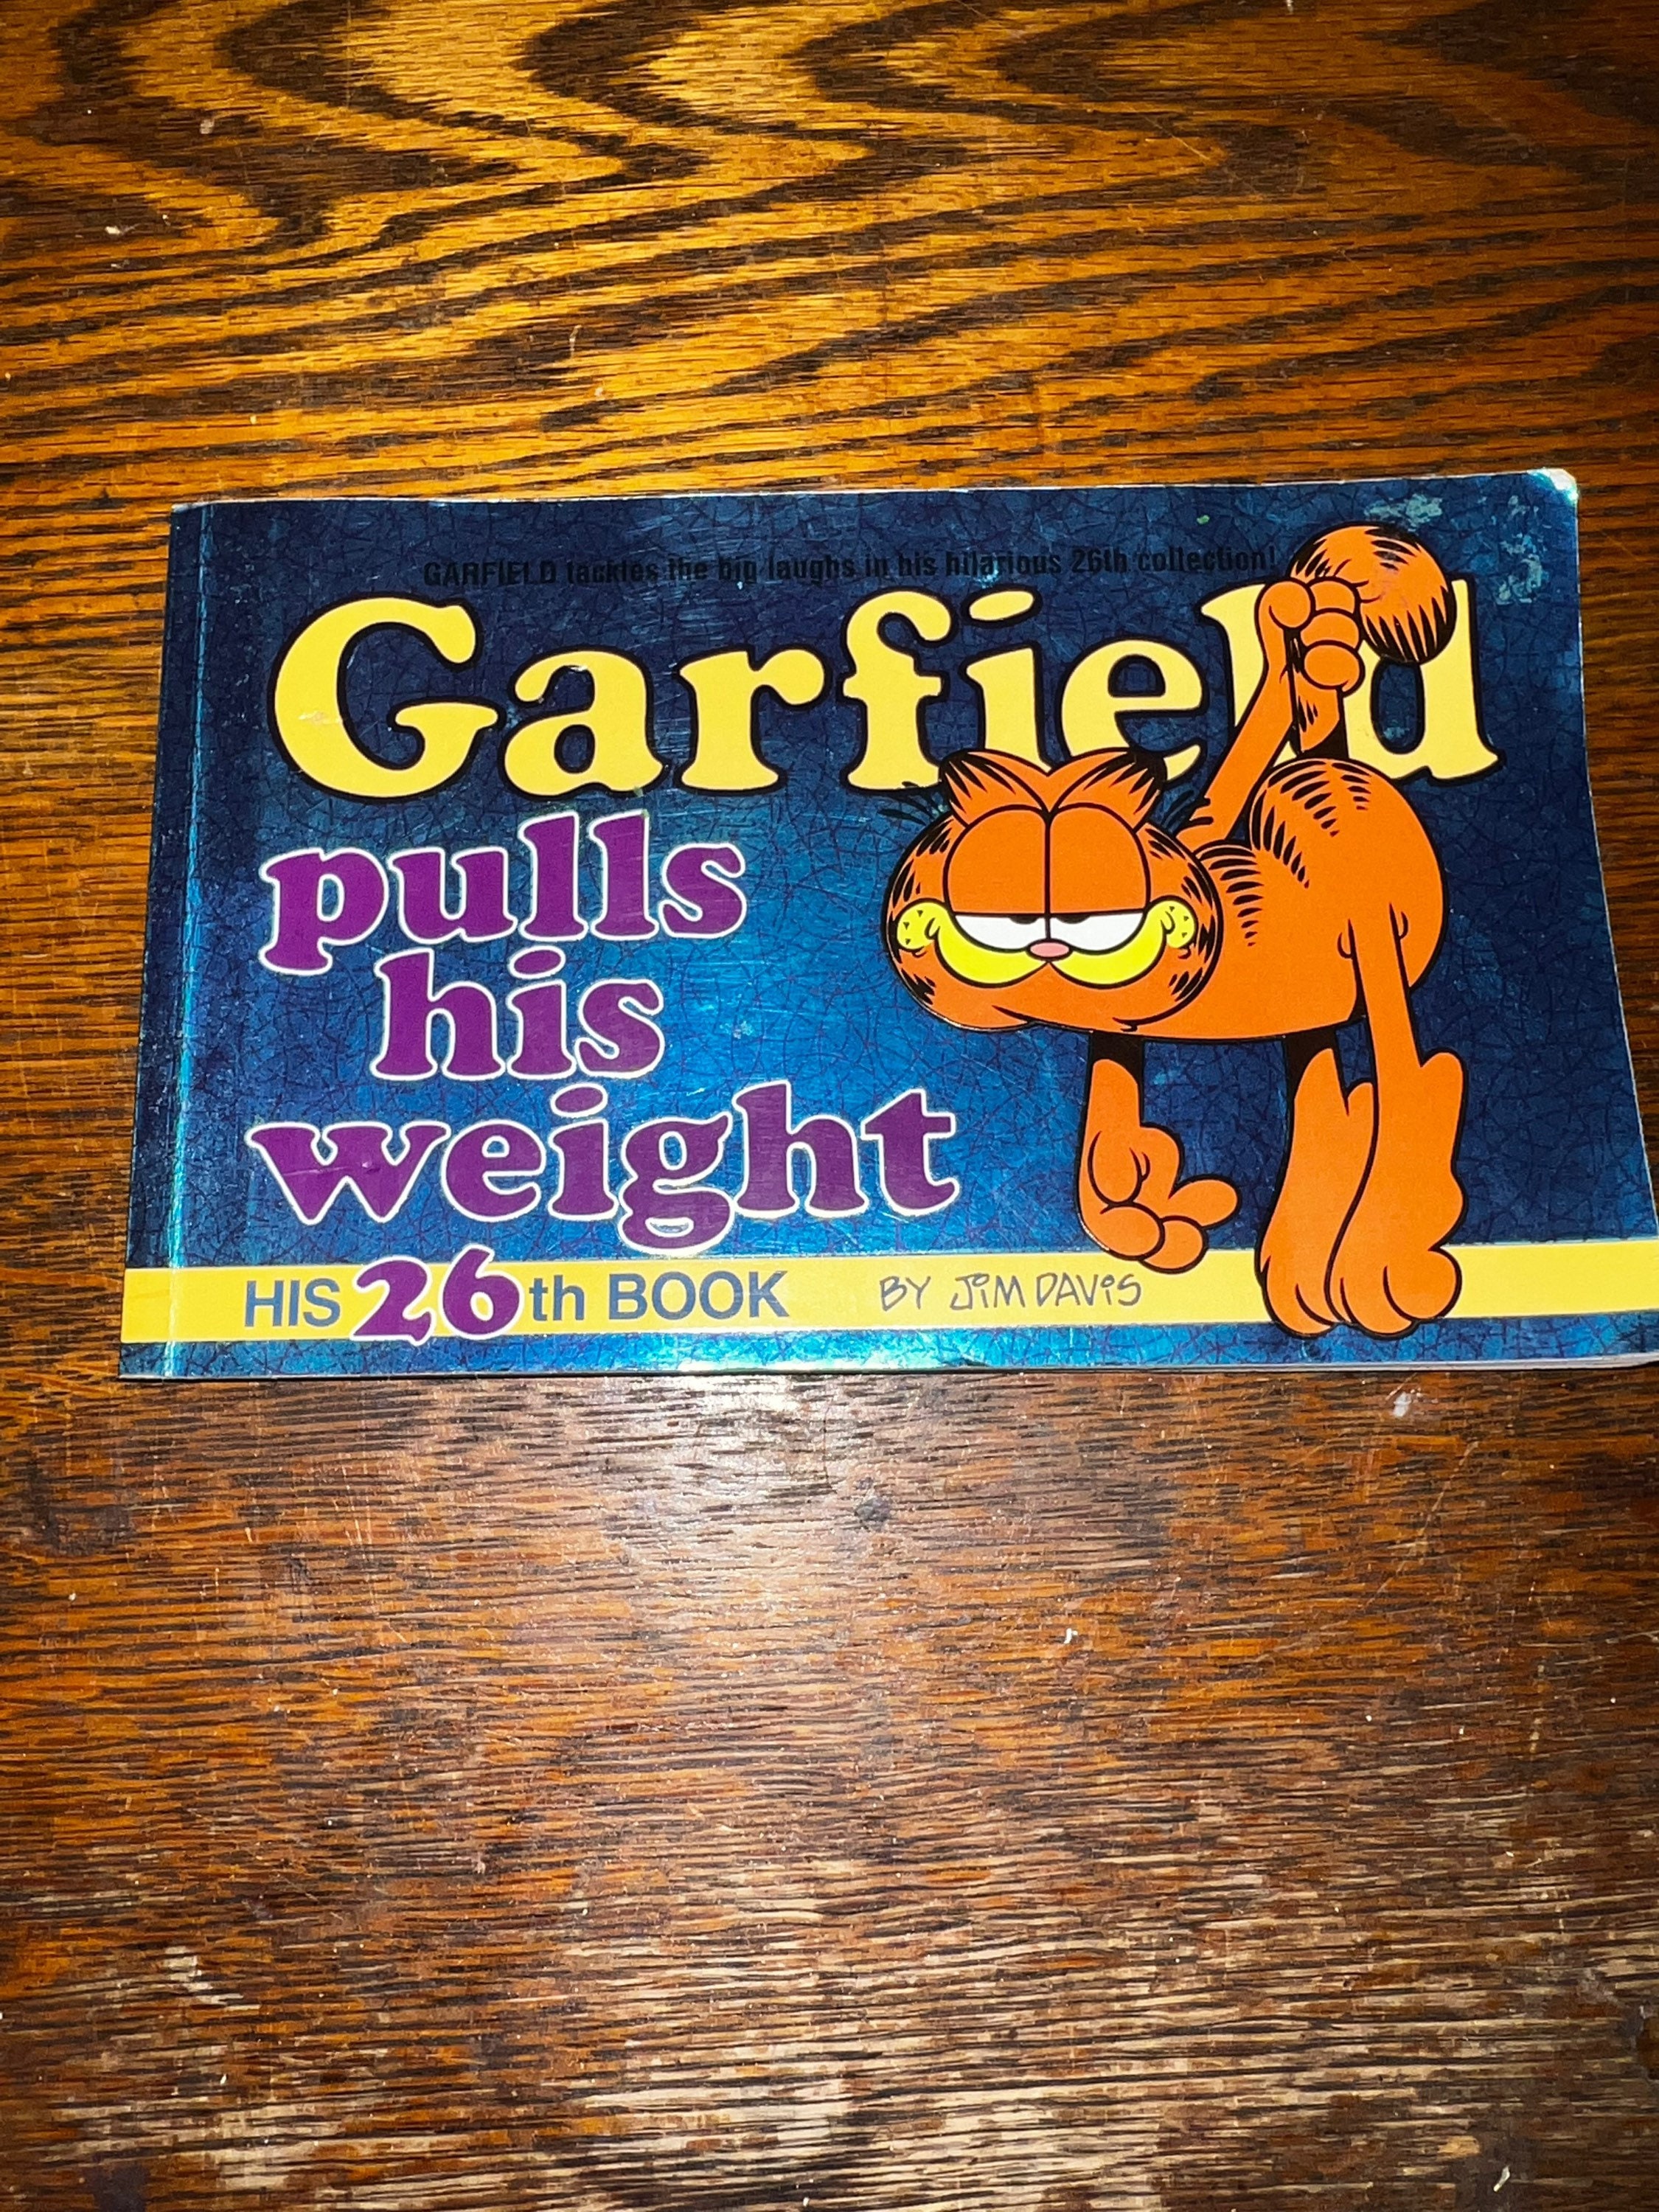 GARFIELD tackles the big laughs in his hilarious 26th collection!
Garfield
pulls
his
weight
HIS 26th BOOK BY JIM DAVIS